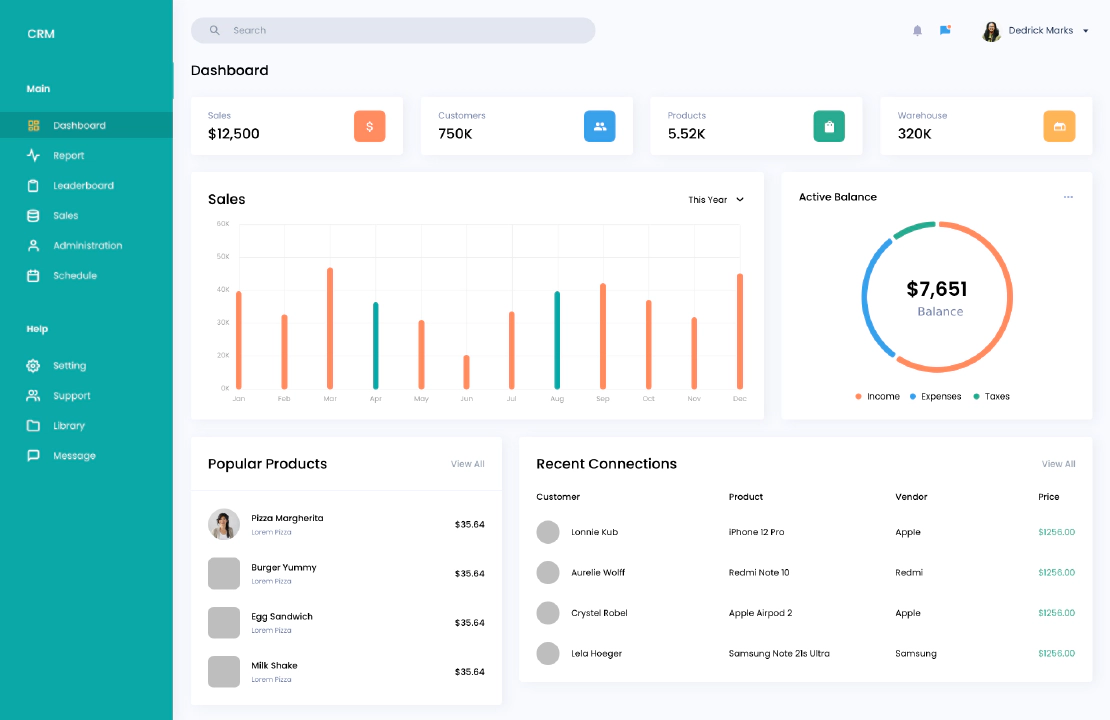 CRM
Main
Dashboard
Report
Leaderboard
Sales
Administration
Schedule
Help
Setting
Support
Library
Message
Search
Dedrick Marks
Dashboard
Sales
$12,500
$
Customers
750K
Products
5.52K
Warehouse
320K
Sales
This Year
60K
50K
40K
30K
20K
0K
Jan Feb Mar Apr May Jun Jul Aug Sep Oct Nov Dec
Active Balance
$7,651
Balance
Income Expenses Taxes
Popular Products
View All
Pizza Margherita
Lorem Pizza
$35.64
Burger Yummy
Lorem Pizza
$35.64
Egg Sandwich
Lorem Pizza
$35.64
Milk Shake
Lorem Pizza
$35.64
Recent Connections
View All
Customer Product Vendor Price
Lonnie Kub iPhone 12 Pro Apple $1256.00
Aurelie Wolff Redmi Note 10 Redmi $1256.00
Crystel Robel Apple Airpod 2 Apple $1256.00
Lela Hoeger Samsung Note 21s Ultra Samsung $1256.00